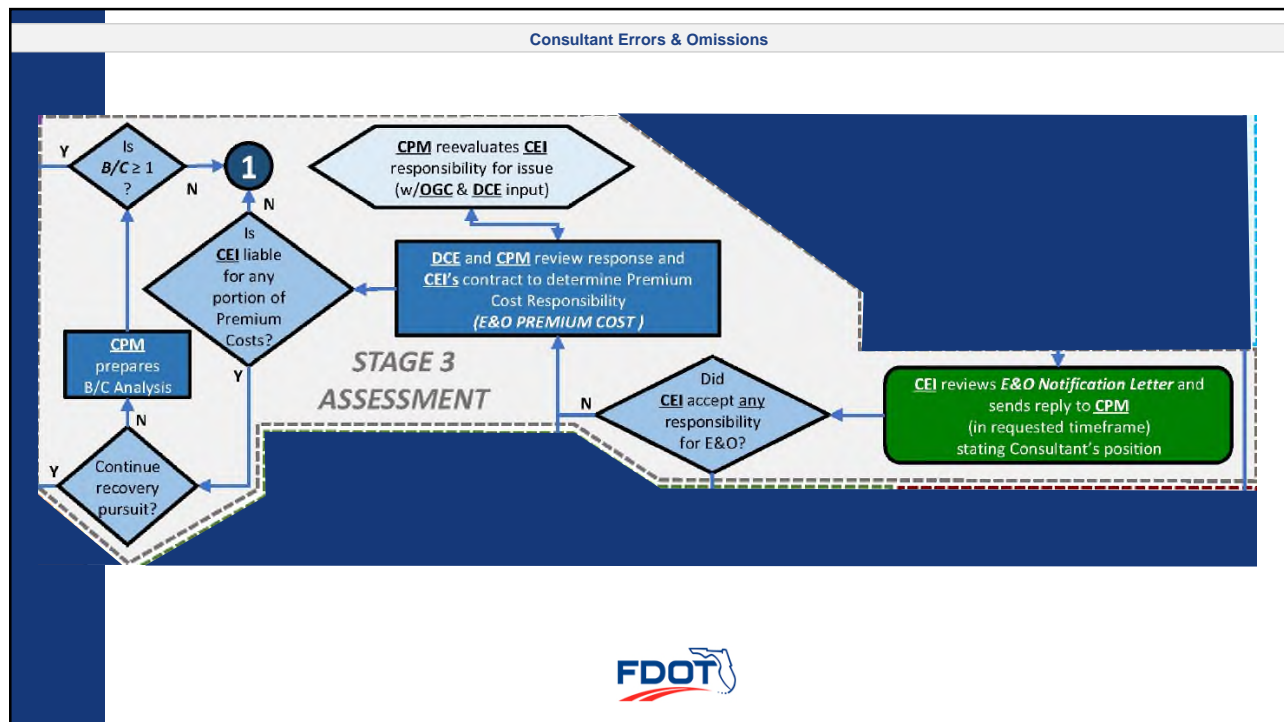 Consultant Errors & Omissions
Is
B/C ≥ 1
?
Y
N
1
N
Is
CEI liable
for any
portion of
Premium
Costs?
Y
CPM
prepares
B/C Analysis
N
Continue
recovery
pursuit?
Y
CPM reevaluates CEI
responsibility for issue
(w/OGC & DCE input)
DCE and CPM review response and
CEI's contract to determine Premium
Cost Responsibility
(E&O PREMIUM COST )
STAGE 3
ASSESSMENT
N
Did
CEI accept any
responsibility
for E&O?
CEI reviews E&O Notification Letter and
sends reply to CPM
(in requested timeframe)
stating Consultant's position
FDOT